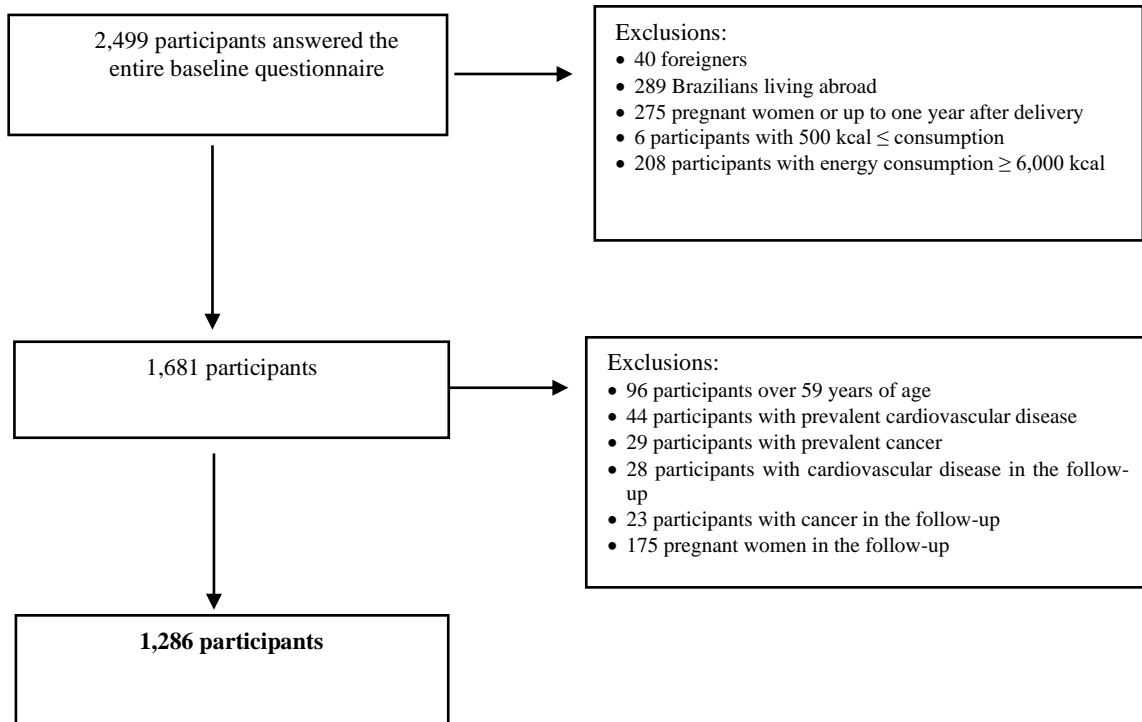 2,499 participants answered the
entire baseline questionnaire
Exclusions:
• 40 foreigners
• 289 Brazilians living abroad
• 275 pregnant women or up to one year after delivery
• 6 participants with 500 kcal ≤ consumption
• 208 participants with energy consumption ≥ 6,000 kcal
1,681 participants
Exclusions:
• 96 participants over 59 years of age
• 44 participants with prevalent cardiovascular disease
• 29 participants with prevalent cancer
• 28 participants with cardiovascular disease in the follow-
up
• 23 participants with cancer in the follow-up
• 175 pregnant women in the follow-up
1,286 participants